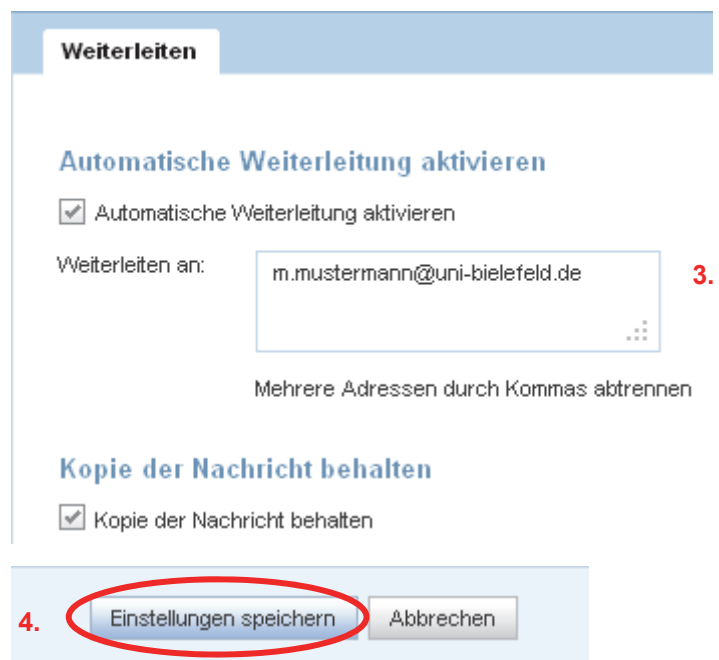 Weiterleiten
Automatische Weiterleitung aktivieren
Automatische Weiterleitung aktivieren
Weiterleiten an: m.mustermann@uni-bielefeld.de 3.
Mehrere Adressen durch Kommas abtrennen
Kopie der Nachricht behalten
Kopie der Nachricht behalten
4. Einstellungen speichern Abbrechen